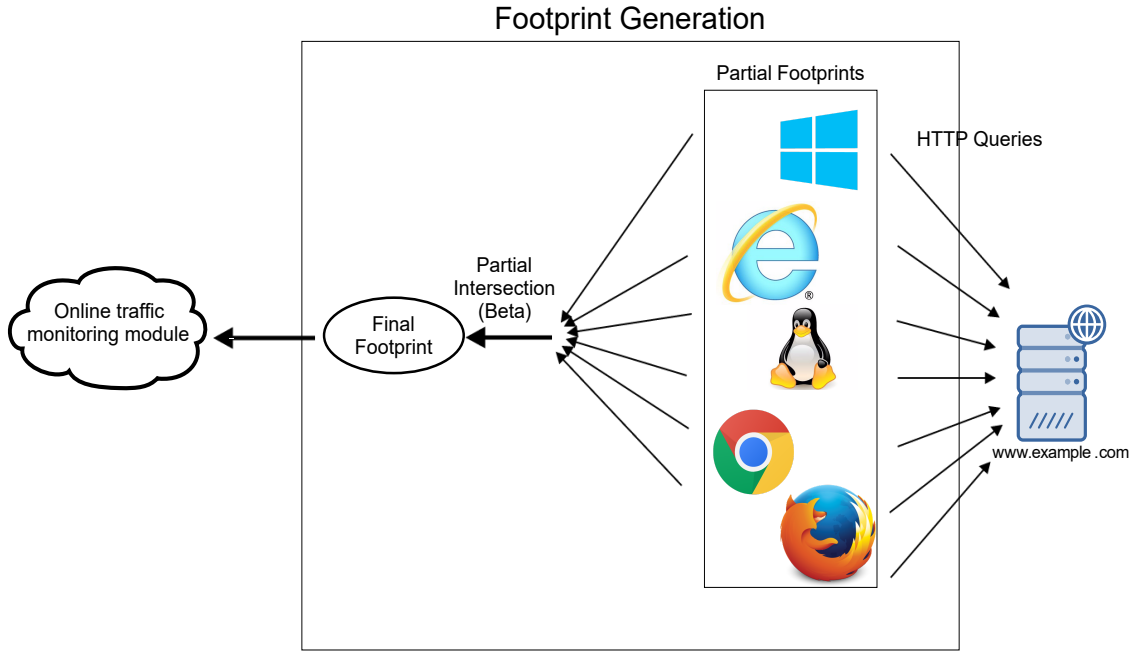 Footprint Generation
Partial Footprints
HTTP Queries
Partial
Intersection
(Beta)
Online traffic
monitoring module
Final
Footprint
®
www.example.com